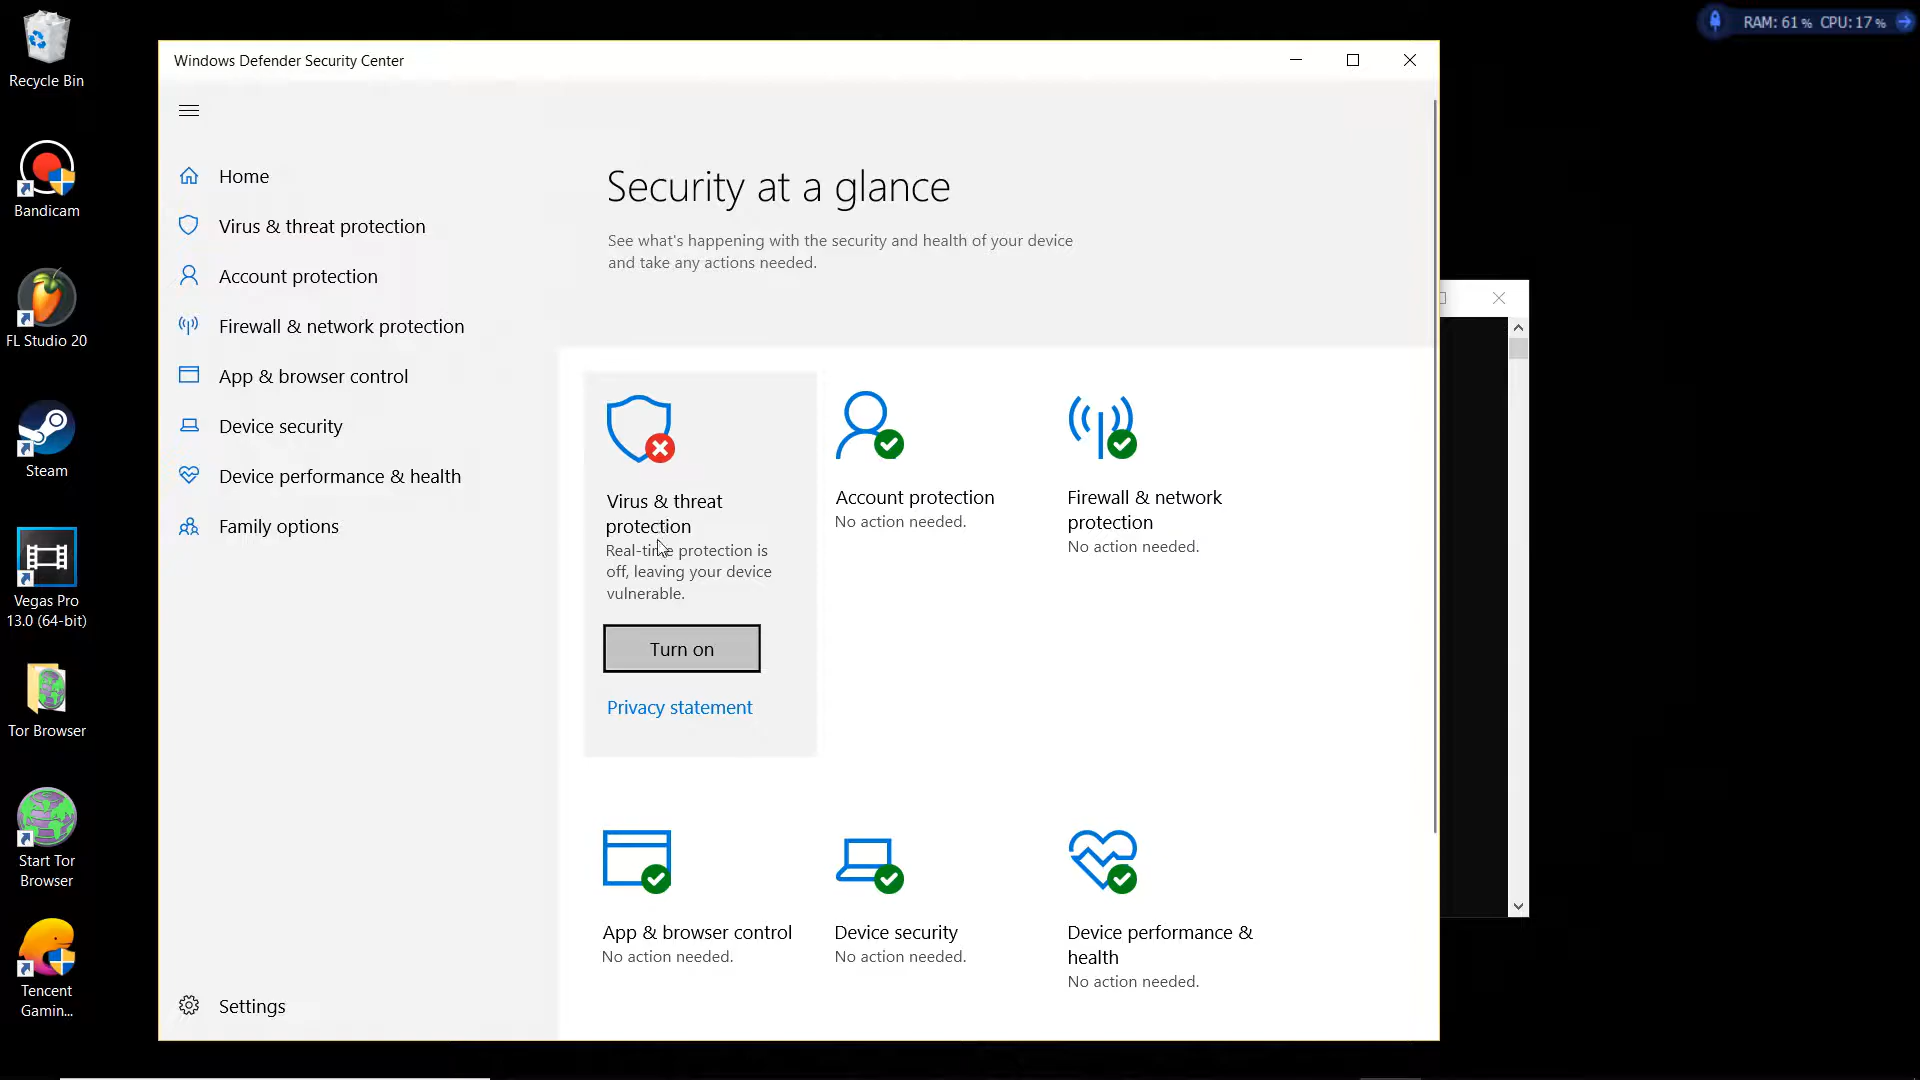 Recycle Bin
Bandicam
FL Studio 20
Steam
Vegas Pro
13.0 (64-bit)
Tor Browser
Start Tor
Browser
Tencent
Gamin...
RAM: 61% CPU: 17%
Windows Defender Security Center
Home
Virus & threat protection
Account protection
Firewall & network protection
App & browser control
Device security
Device performance & health
Family options
Settings
Security at a glance
See what's happening with the security and health of your device
and take any actions needed.
Virus & threat
protection
Real-time protection is
off, leaving your device
vulnerable.
Turn on
Privacy statement
Account protection
No action needed.
Firewall & network
protection
No action needed.
App & browser control
No action needed.
Device security
No action needed.
Device performance &
health
No action needed.